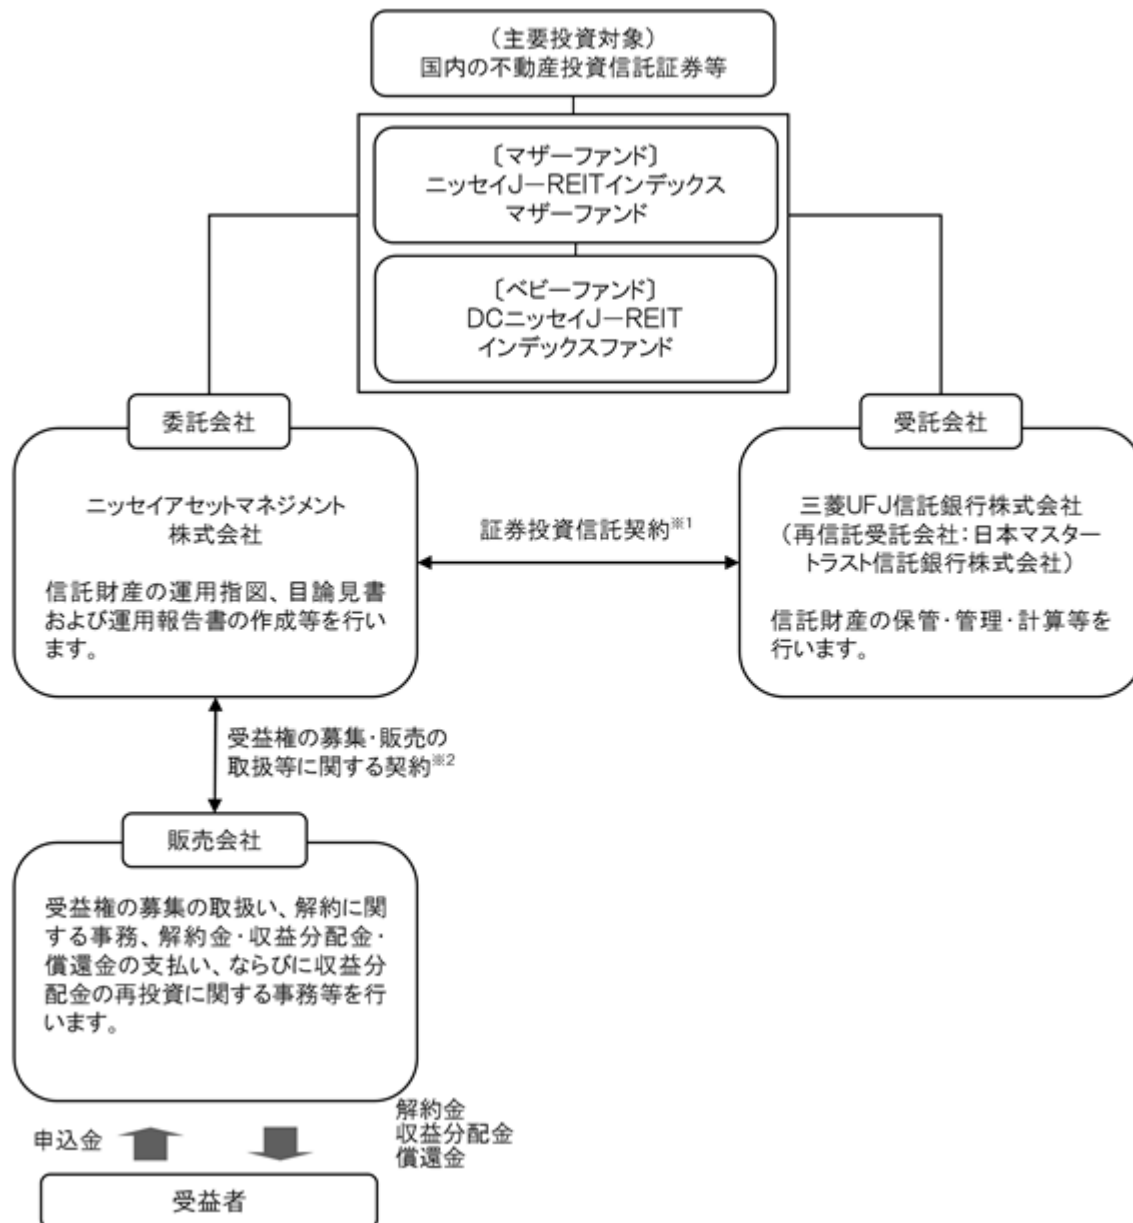 （主要投資対象）
国内の不動産投資信託証券等
〔マザーファンド〕
ニッセイJ－REITインデックス
マザーファンド
〔ベビーファンド〕
DCニッセイJ－REIT
インデックスファンド
委託会社
ニッセイアセットマネジメント
株式会社
信託財産の運用指図、目論見書
および運用報告書の作成等を行い
ます。
証券投資信託契約※1
受託会社
三菱UFJ信託銀行株式会社
（再信託受託会社：日本マスター
トラスト信託銀行株式会社）
信託財産の保管・管理・計算等を
行います。
受益権の募集・販売の
取扱等に関する契約※2
販売会社
受益権の募集の取扱い、解約に関
する事務、解約金・収益分配金・
償還金の支払い、ならびに収益分
配金の再投資に関する事務等を行
います。
申込金
解約金
収益分配金
償還金
受益者